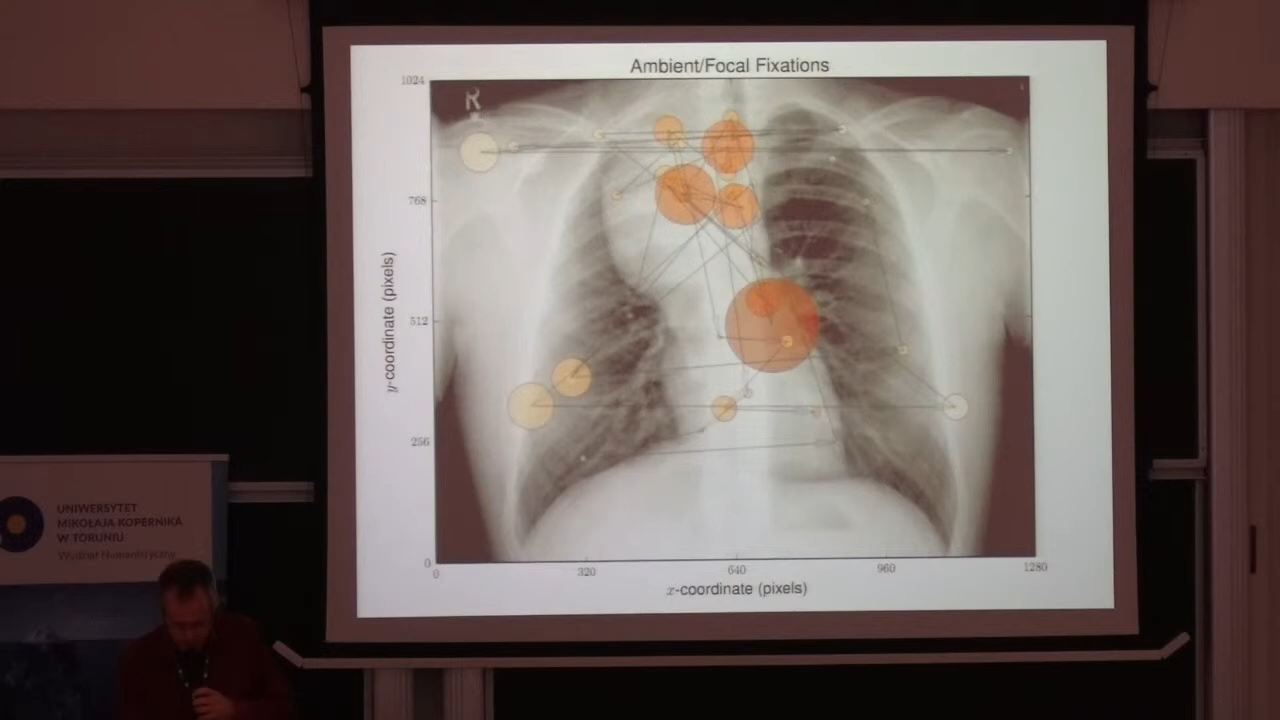 Ambient/Focal Fixations
1024
R
768
512
256
0
y-coordinate (pixels)
0
320
640
960
1280
x-coordinate (pixels)
UNIWERSYTET
MIKOŁAJA KOPERNIKA
W TORUNIU
Wydział Humanistyczny